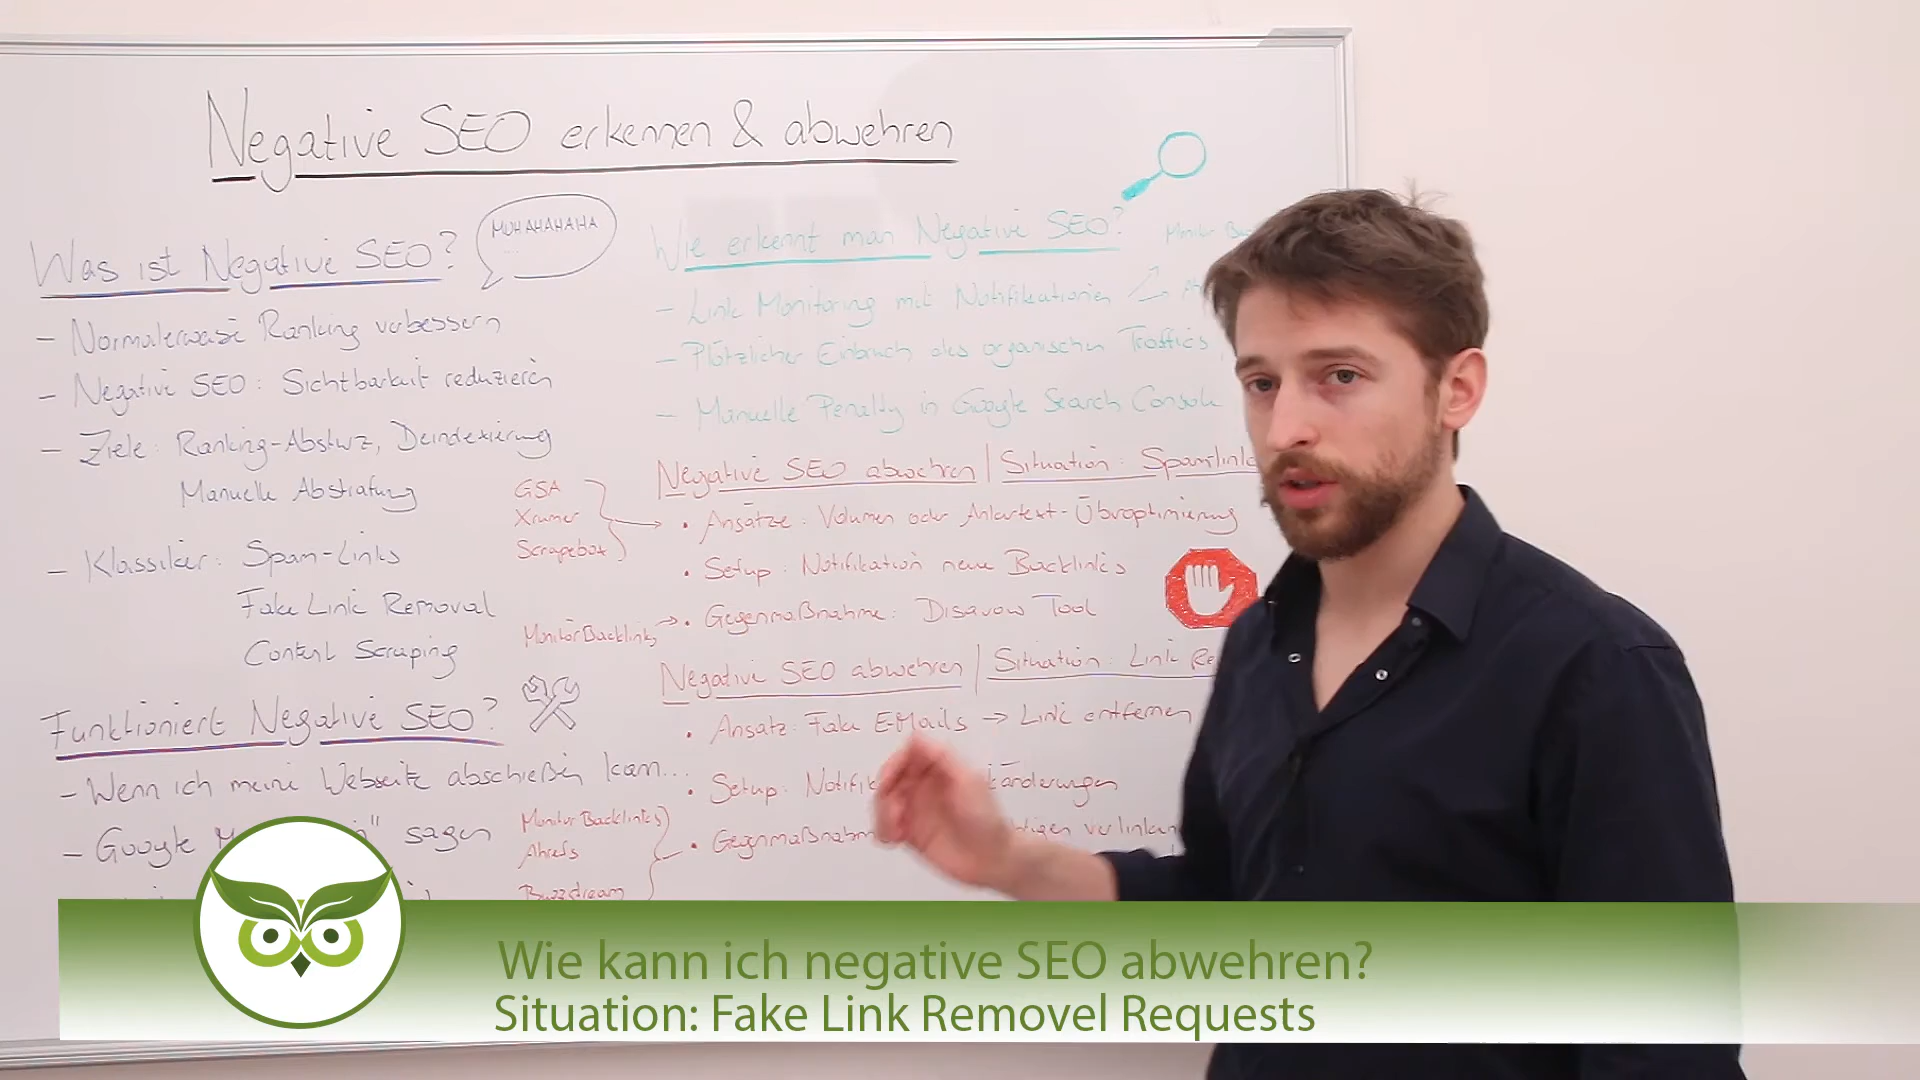 Negative SEO erkennen & abwehren
MUHAHAHAHA
...
Was ist Negative SEO?
- Normalerweise Ranking verbessern
- Negative SEO: Sichtbarkeit reduzieren
- Ziele: Ranking-Absturz, Deindexierung
Manuelle Abstrafung
- Klassiker: Spam-Links
Fake Link Removal
Content Scraping
Funktioniert Negative SEO?
- Wenn ich meine Webseite abschießen kann...
- Google sagen
Wie erkennt man Negative SEO?
Monitor
- Link Monitoring mit Notifikationen
- Plötzlicher Einbruch des organischen Traffics
- Manuelle Penalty in Google Search Console
Negative SEO abwehren | Situation: Spamlinks
GSA
Xrumer
Scrapebox
• Ansätze: Volumen oder Ankertext-Überoptimierung
• Setup: Notifikation neue Backlinks
MonitorBacklinks
• Gegenmaßnahme: Disavow Tool
Negative SEO abwehren | Situation: Link
• Ansatz: Fake E-Mails → Link entfernen
• Setup:
MonitorBacklinks
Ahrefs
Buzzstream
Wie kann ich negative SEO abwehren?
Situation: Fake Link Removel Requests